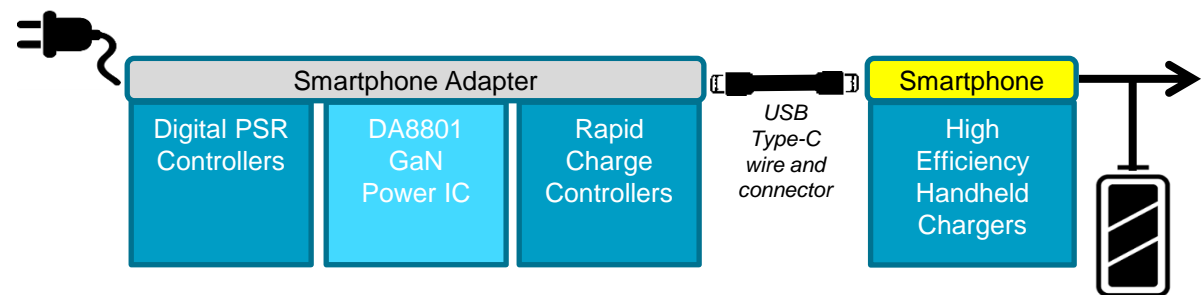 Smartphone Adapter
Smartphone
Digital PSR
Controllers
DA8801
GaN
Power IC
Rapid
Charge
Controllers
USB
Type-C
wire and
connector
High
Efficiency
Handheld
Chargers